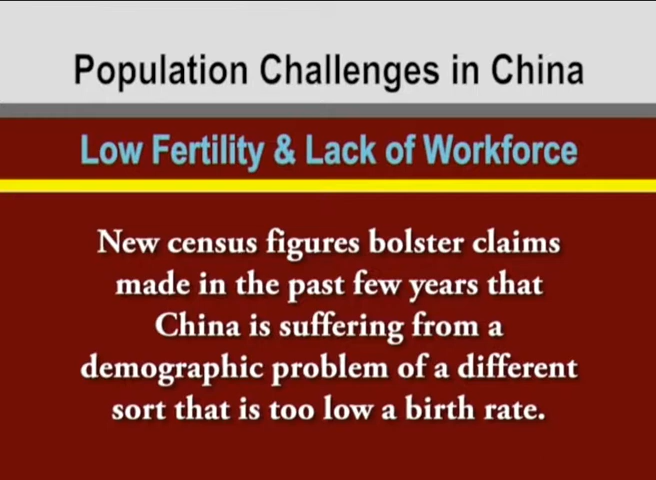 Population Challenges in China
Low Fertility & Lack of Workforce
New census figures bolster claims
made in the past few years that
China is suffering from a
demographic problem of a different
sort that is too low a birth rate.